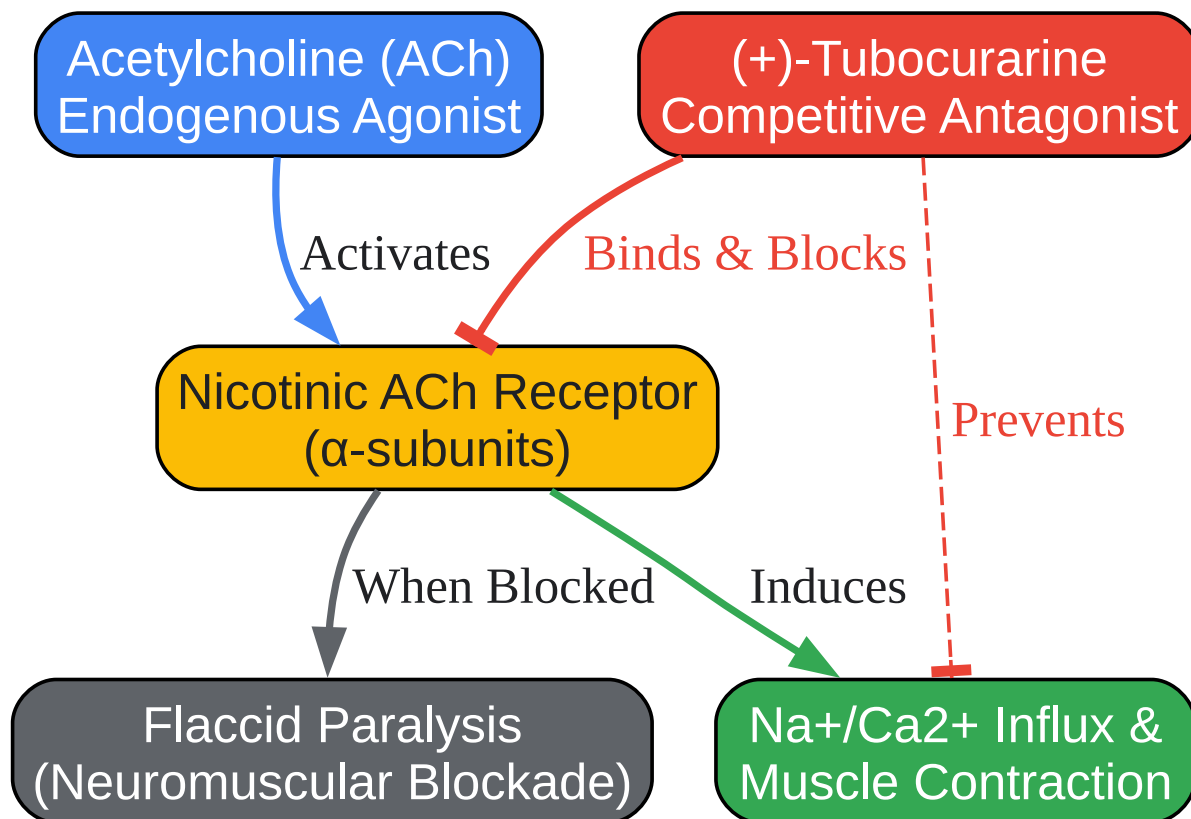 Acetylcholine (ACh)
Endogenous Agonist
(+)-Tubocurarine
Competitive Antagonist
Activates
Binds & Blocks
Nicotinic ACh Receptor
(α-subunits)
Prevents
When Blocked
Induces
Flaccid Paralysis
(Neuromuscular Blockade)
Na+/Ca2+ Influx &
Muscle Contraction